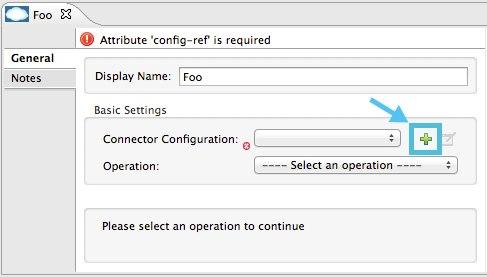 Foo
Attribute 'config-ref' is required
General
Notes
Display Name: Foo
Basic Settings
Connector Configuration:
Operation: ---- Select an operation ----
Please select an operation to continue